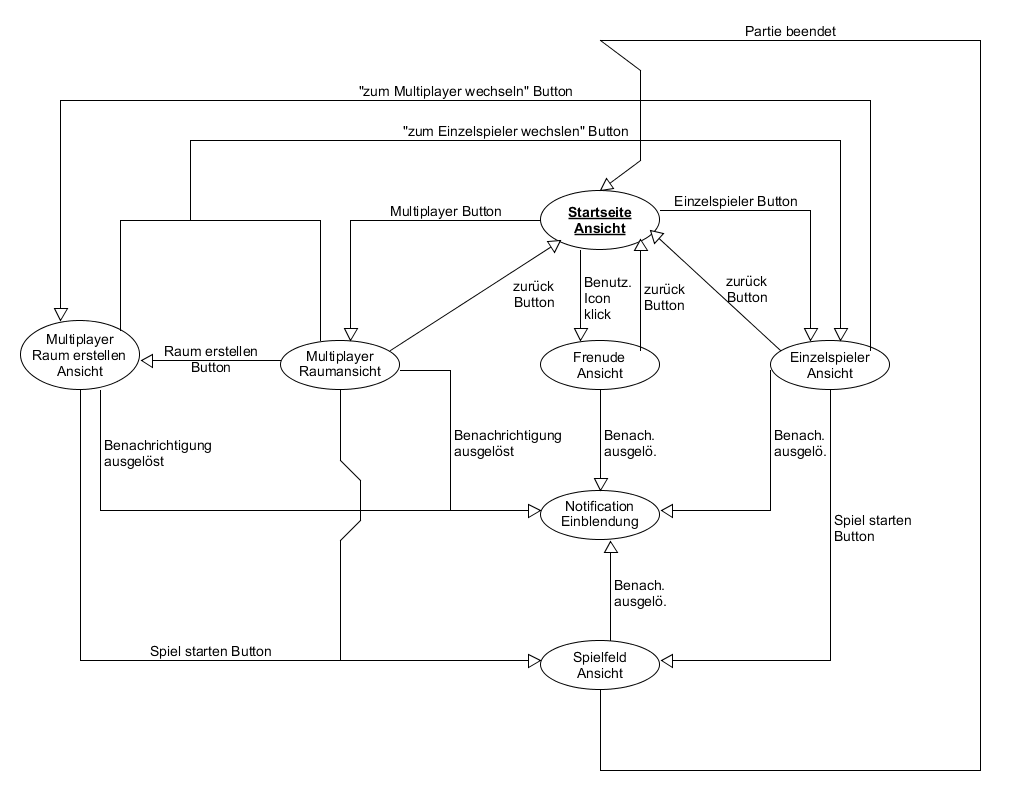 Partie beendet
"zum Multiplayer wechseln" Button
"zum Einzelspieler wechslen" Button
Multiplayer Button
Startseite
Ansicht
Einzelspieler Button
zurück
Button
Benutz.
Icon
klick
zurück
Button
zurück
Button
Multiplayer
Raum erstellen
Ansicht
Raum erstellen
Button
Multiplayer
Raumansicht
Frenude
Ansicht
Einzelspieler
Ansicht
Benachrichtigung
ausgelöst
Benachrichtigung
ausgelöst
Benach.
ausgelö.
Benach.
ausgelö.
Notification
Einblendung
Spiel starten
Button
Benach.
ausgelö.
Spiel starten Button
Spielfeld
Ansicht